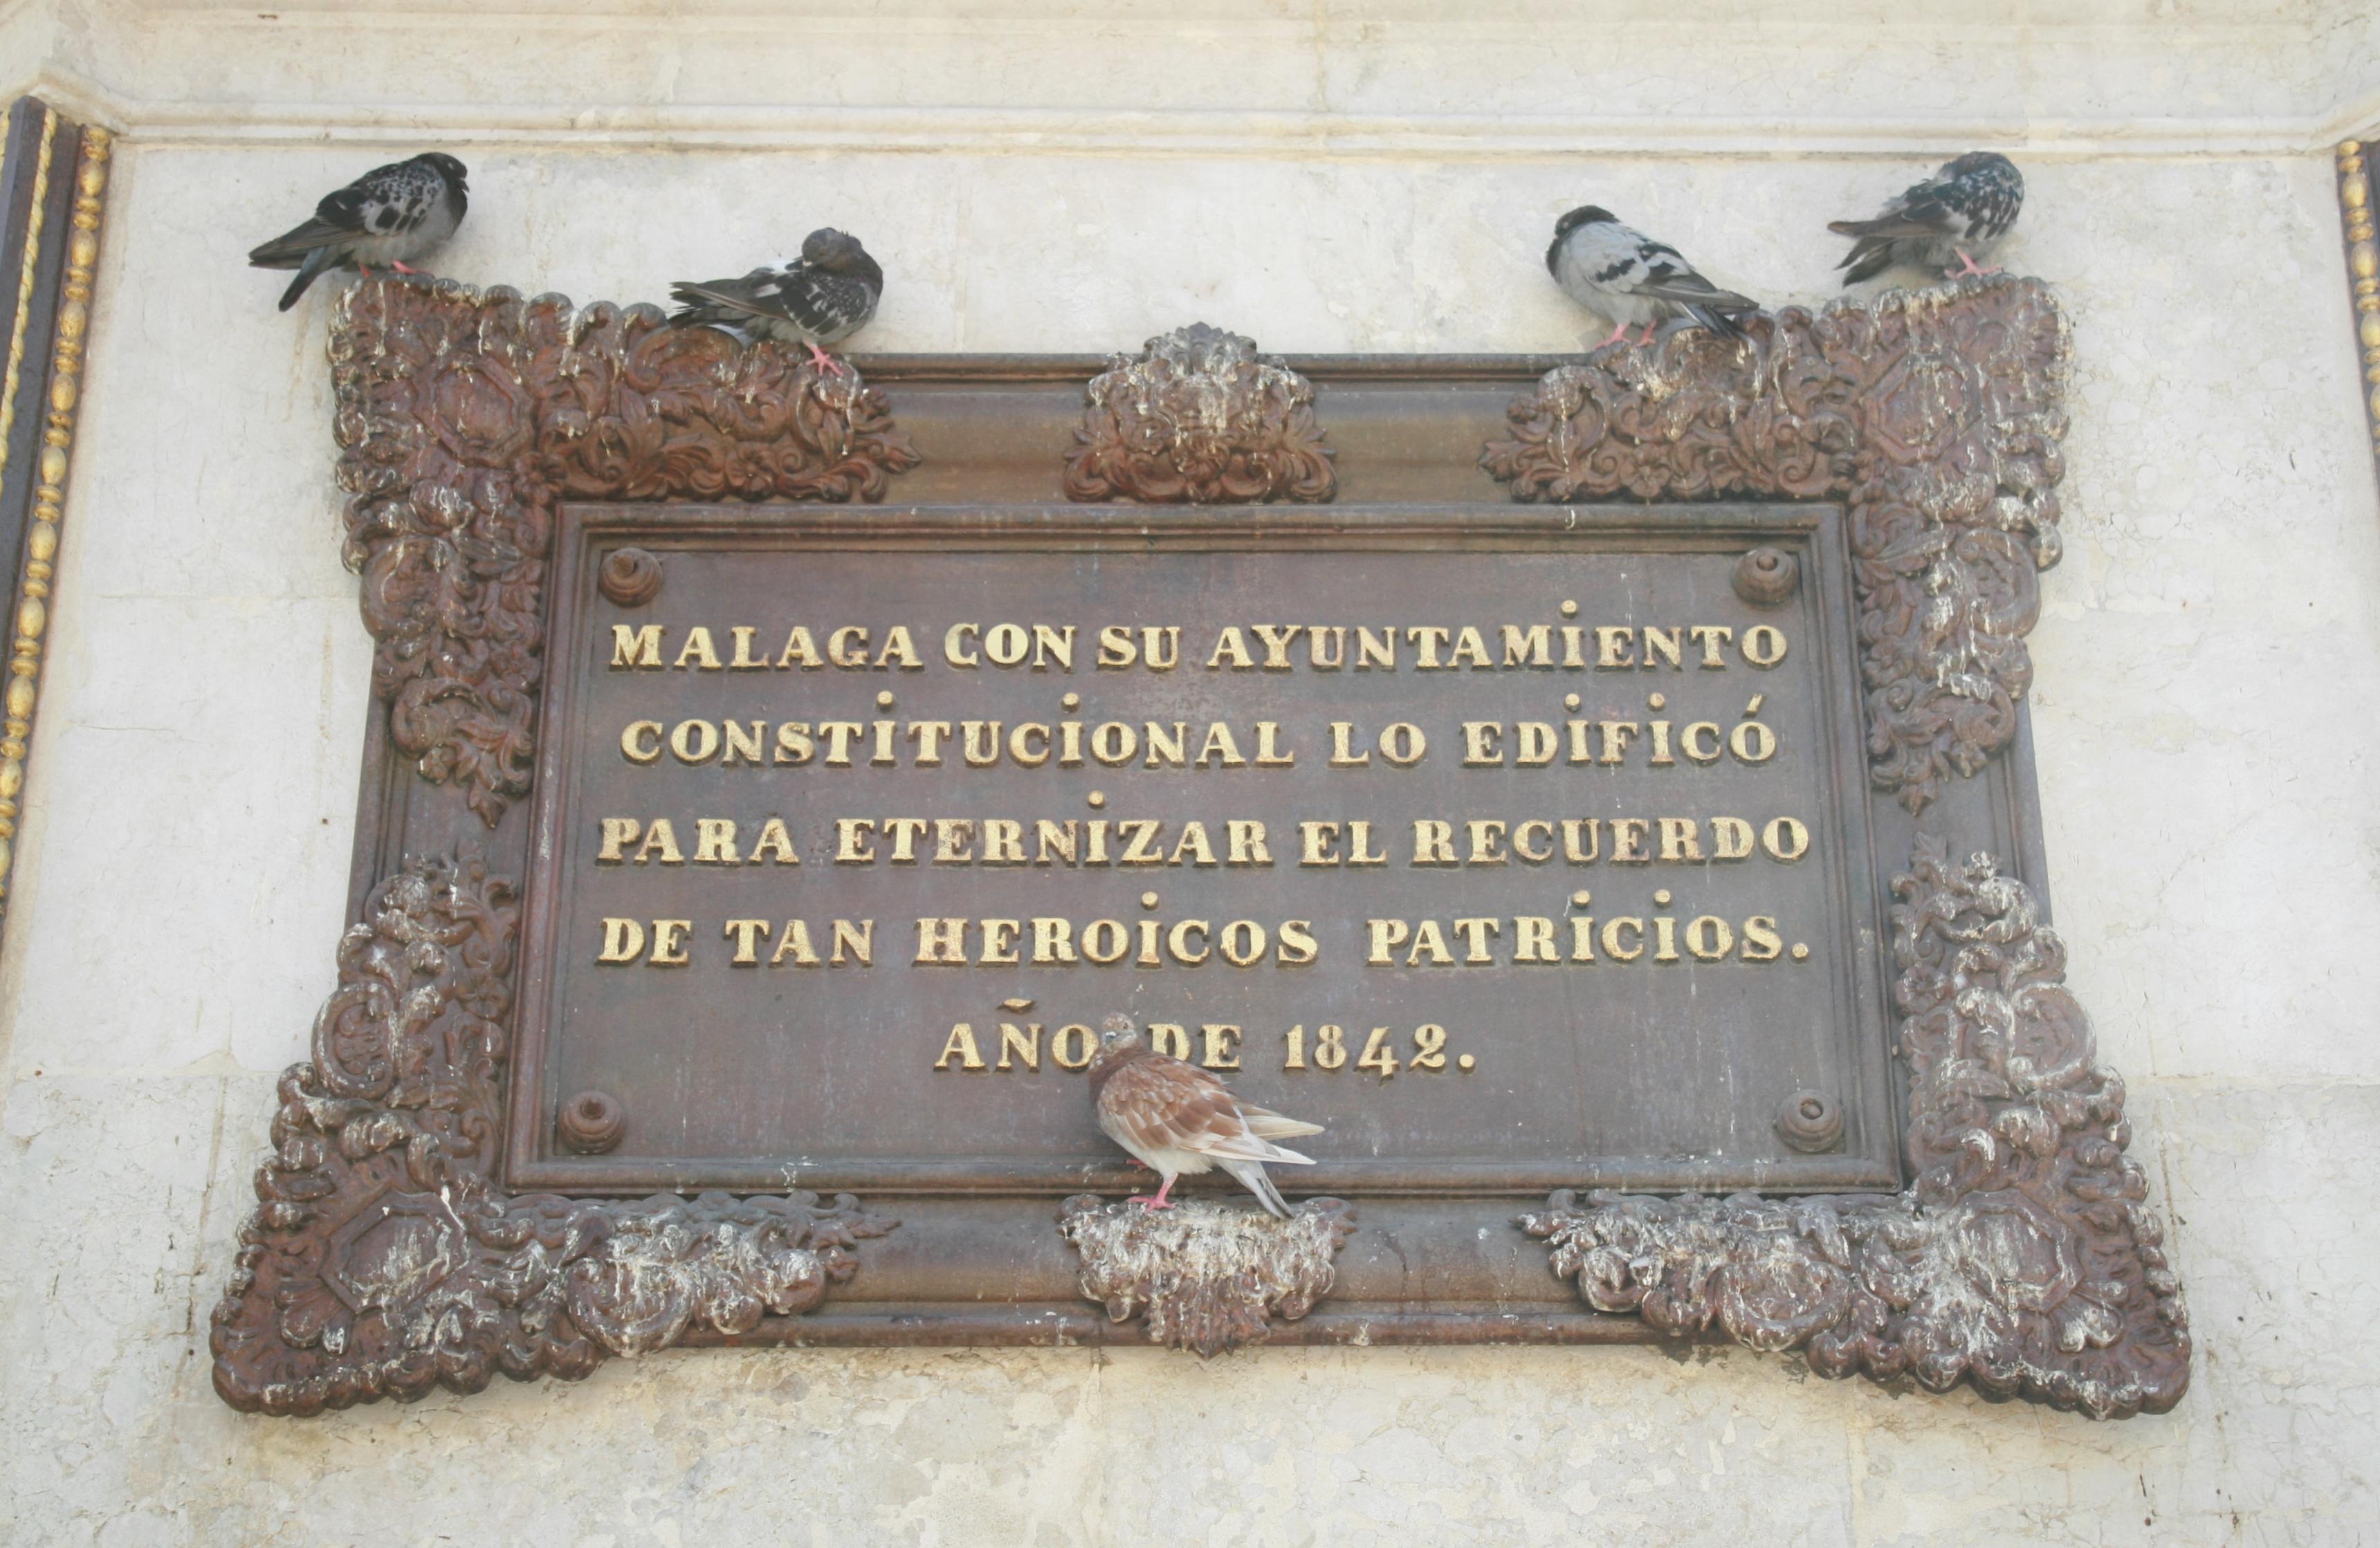 MALAGA CON SU AYUNTAMiENTO
CONSTiTUCiONAL LO EDiFiCÓ
PARA ETERNiZAR EL RECUERDO
DE TAN HEROiCOS PATRiCiOS.
AÑO DE 1842.